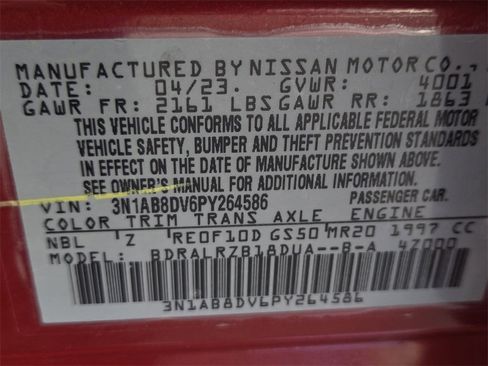 MANUFACTURED BY NISSAN MOTOR CO.,
DATE: 04/23. GVWR: 4001
GAWR FR: 2161 LBS GAWR RR: 1863
THIS VEHICLE CONFORMS TO ALL APPLICABLE FEDERAL MOTOR
VEHICLE SAFETY, BUMPER AND THEFT PREVENTION STANDARDS
IN EFFECT ON THE DATE OF MANUFACTURE SHOWN ABOVE.
SEE OWNER'S MANUAL FOR ADDITIONAL INFORMATION
VIN: 3N1AB8DV6PY264586 PASSENGER CAR.
COLOR TRIM TRANS AXLE ENGINE
NBL Z RE0F10D GS50 MR20 1997 CC
MODEL: BDRALRZB18DUA--B-A 4Z000
3N1AB8DV6PY264586